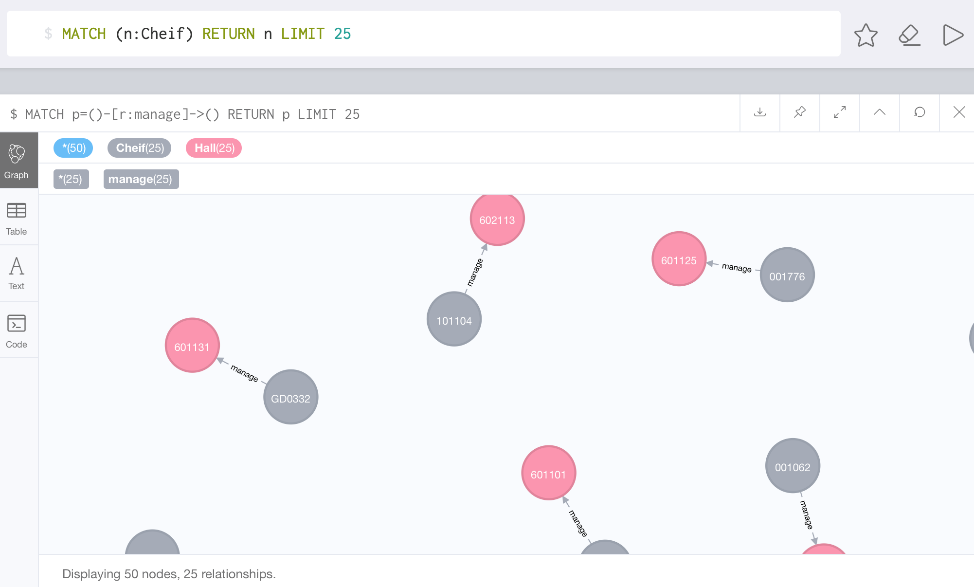 $ MATCH (n:Cheif) RETURN n LIMIT 25
$ MATCH p=()-[r:manage]->() RETURN p LIMIT 25
*(50) Cheif(25) Hall(25)
*(25) manage(25)
Graph
Table
Text
Code
602113
manage
101104
601125
manage
001776
601131
manage
GD0332
601101
manage
001062
manage
Displaying 50 nodes, 25 relationships.